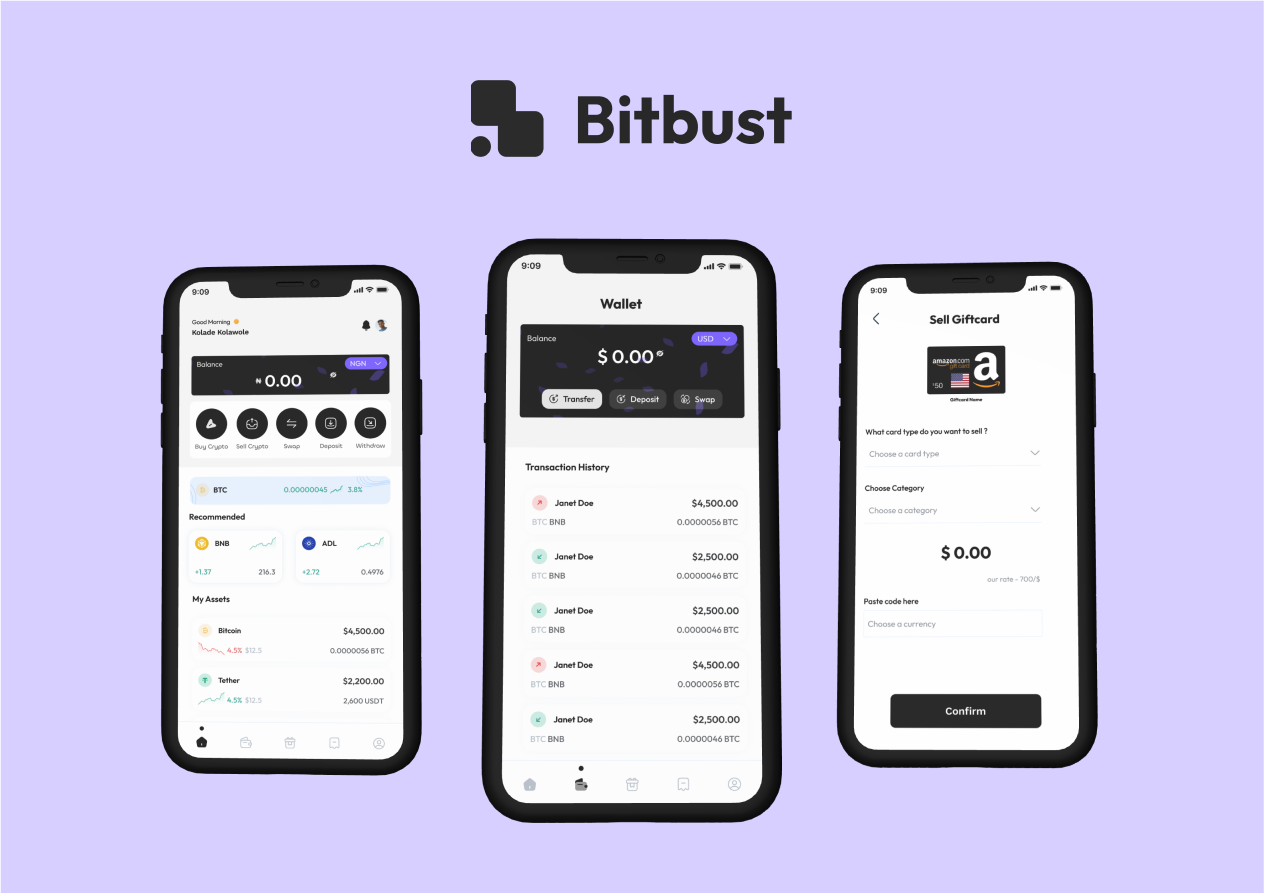 Bitbust
9:09
Good Morning
Kolade Kolawole
Balance
NGN
₦ 0.00
Buy Crypto Sell Crypto Swap Deposit Withdraw
BTC 0.00000045 3.8%
Recommended
BNB ADL
+1.37 216.3 +2.72 0.4976
My Assets
Bitcoin $4,500.00
4.5% $12.5 0.0000056 BTC
Tether $2,200.00
4.5% $12.5 2,600 USDT
9:09
Wallet
Balance USD
$ 0.00
Transfer Deposit Swap
Transaction History
Janet Doe $4,500.00
BTC BNB 0.0000056 BTC
Janet Doe $2,500.00
BTC BNB 0.0000046 BTC
Janet Doe $2,500.00
BTC BNB 0.0000046 BTC
Janet Doe $4,500.00
BTC BNB 0.0000056 BTC
Janet Doe $2,500.00
BTC BNB 0.0000046 BTC
9:09
Sell Giftcard
amazon.com
gift card
a
$50
Giftcard Name
What card type do you want to sell ?
Choose a card type
Choose Category
Choose a category
$ 0.00
our rate - 700/$
Paste code here
Choose a currency
Confirm